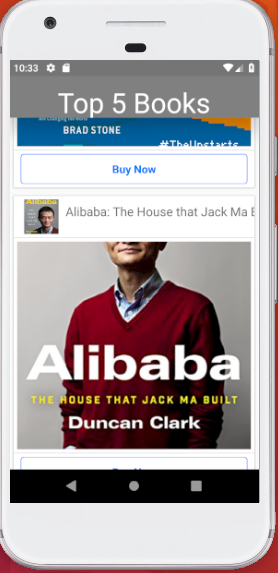 10:33
Top 5 Books
BRAD STONE
#TheUpstarts
Buy Now
Alibaba: The House that Jack Ma B
Alibaba
THE HOUSE THAT JACK MA BUILT
Duncan Clark